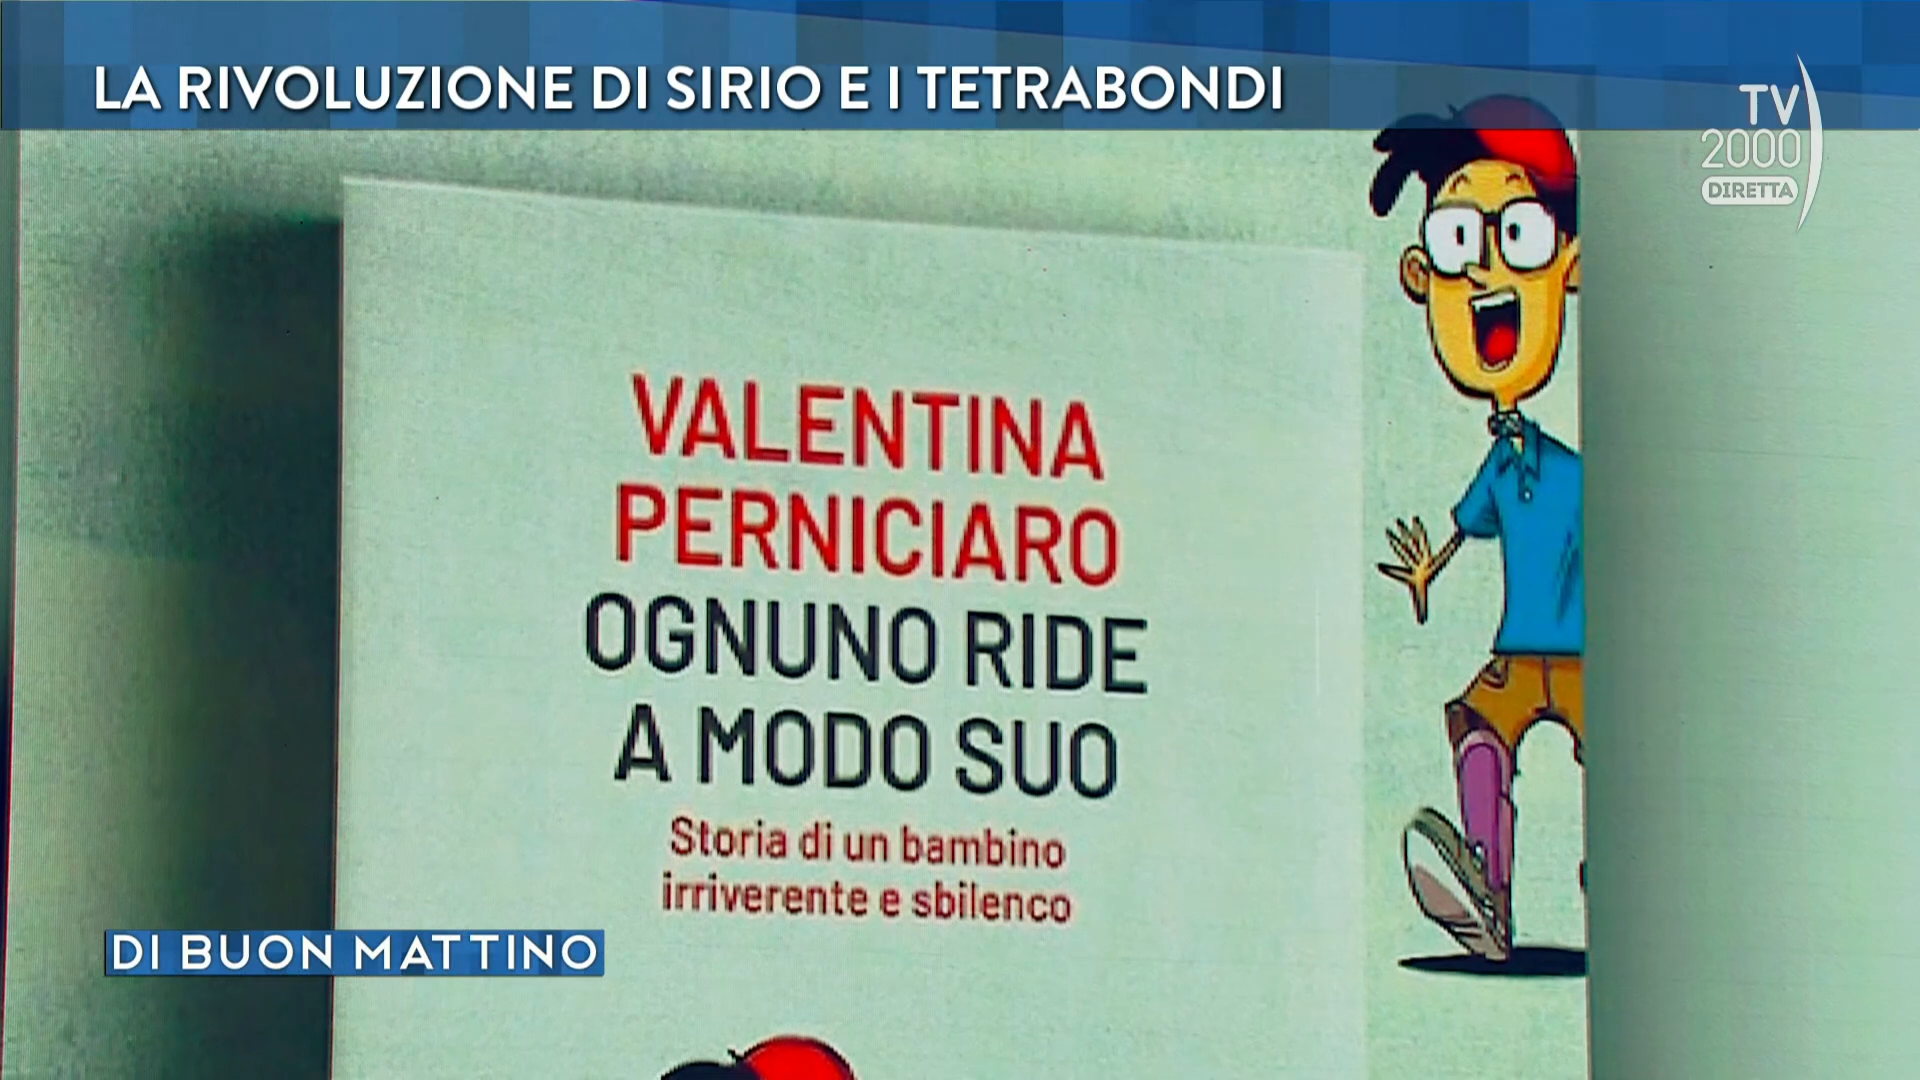 LA RIVOLUZIONE DI SIRIO E I TETRABONDI
TV
2000
DIRETTA
VALENTINA
PERNICIARO
OGNUNO RIDE
A MODO SUO
Storia di un bambino
irriverente e sbilenco
DI BUON MATTINO